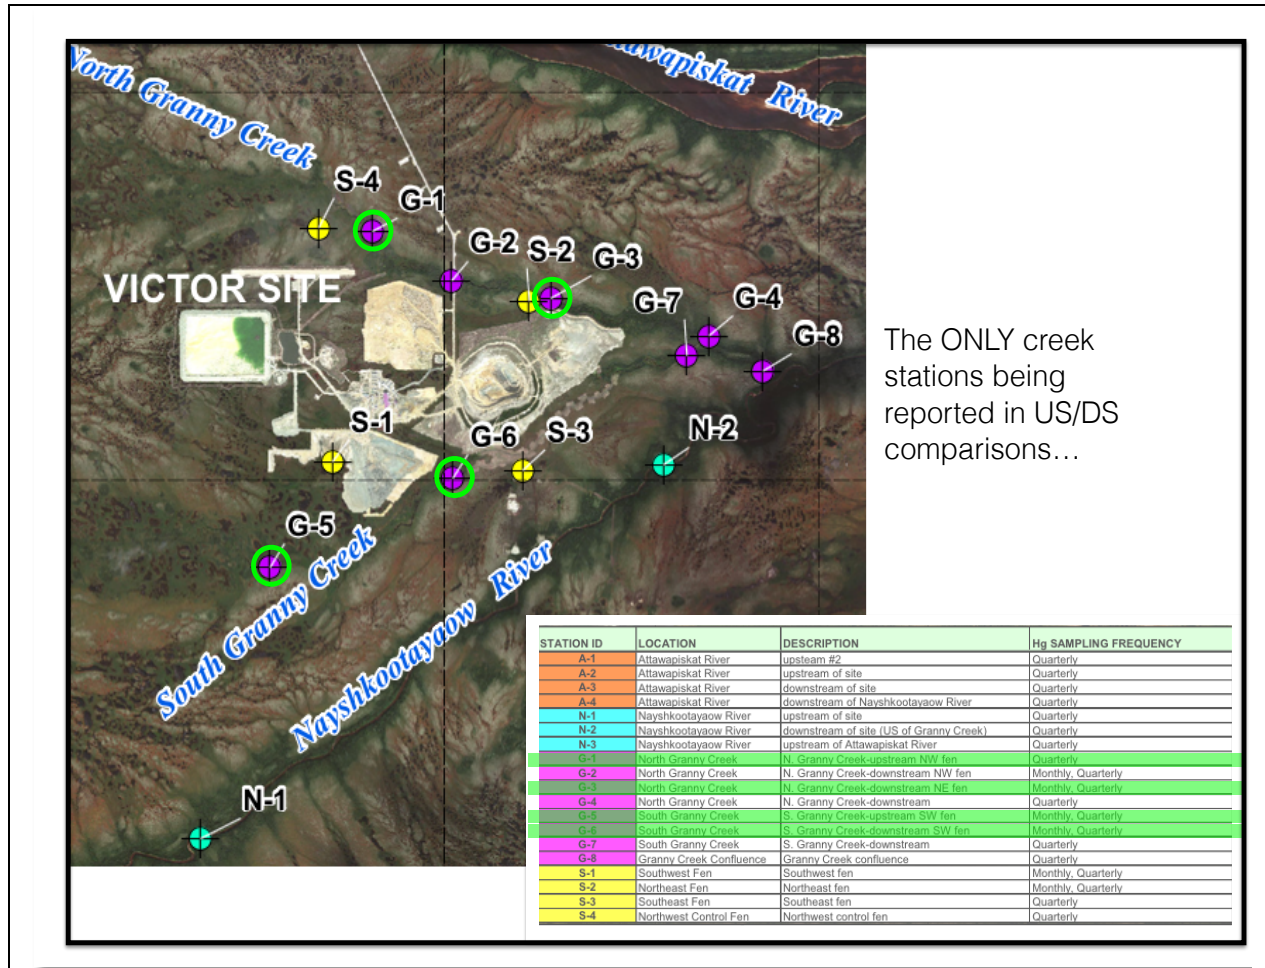 North Granny Creek
ttawapiskat River
S-4
G-1
G-2
S-2
G-3
VICTOR SITE
G-7
G-4
G-8
The ONLY creek
stations being
reported in US/DS
comparisons…
S-1
G-6
S-3
N-2
G-5
South Granny Creek
Nayshkootayaow River
N-1
STATION ID LOCATION DESCRIPTION Hg SAMPLING FREQUENCY
A-1 Attawapiskat River upsteam #2 Quarterly
A-2 Attawapiskat River upstream of site Quarterly
A-3 Attawapiskat River downstream of site Quarterly
A-4 Attawapiskat River downstream of Nayshkootayaow River Quarterly
N-1 Nayshkootayaow River upstream of site Quarterly
N-2 Nayshkootayaow River downstream of site (US of Granny Creek) Quarterly
N-3 Nayshkootayaow River upstream of Attawapiskat River Quarterly
G-1 North Granny Creek N. Granny Creek-upstream NW fen Quarterly
G-2 North Granny Creek N. Granny Creek-downstream NW fen Monthly, Quarterly
G-3 North Granny Creek N. Granny Creek-downstream NE fen Monthly, Quarterly
G-4 North Granny Creek N. Granny Creek-downstream Quarterly
G-5 South Granny Creek S. Granny Creek-upstream SW fen Monthly, Quarterly
G-6 South Granny Creek S. Granny Creek-downstream SW fen Monthly, Quarterly
G-7 South Granny Creek S. Granny Creek-downstream Quarterly
G-8 Granny Creek Confluence Granny Creek confluence Quarterly
S-1 Southwest Fen Southwest fen Monthly, Quarterly
S-2 Northeast Fen Northeast fen Monthly, Quarterly
S-3 Southeast Fen Southeast fen Quarterly
S-4 Northwest Control Fen Northwest control fen Quarterly